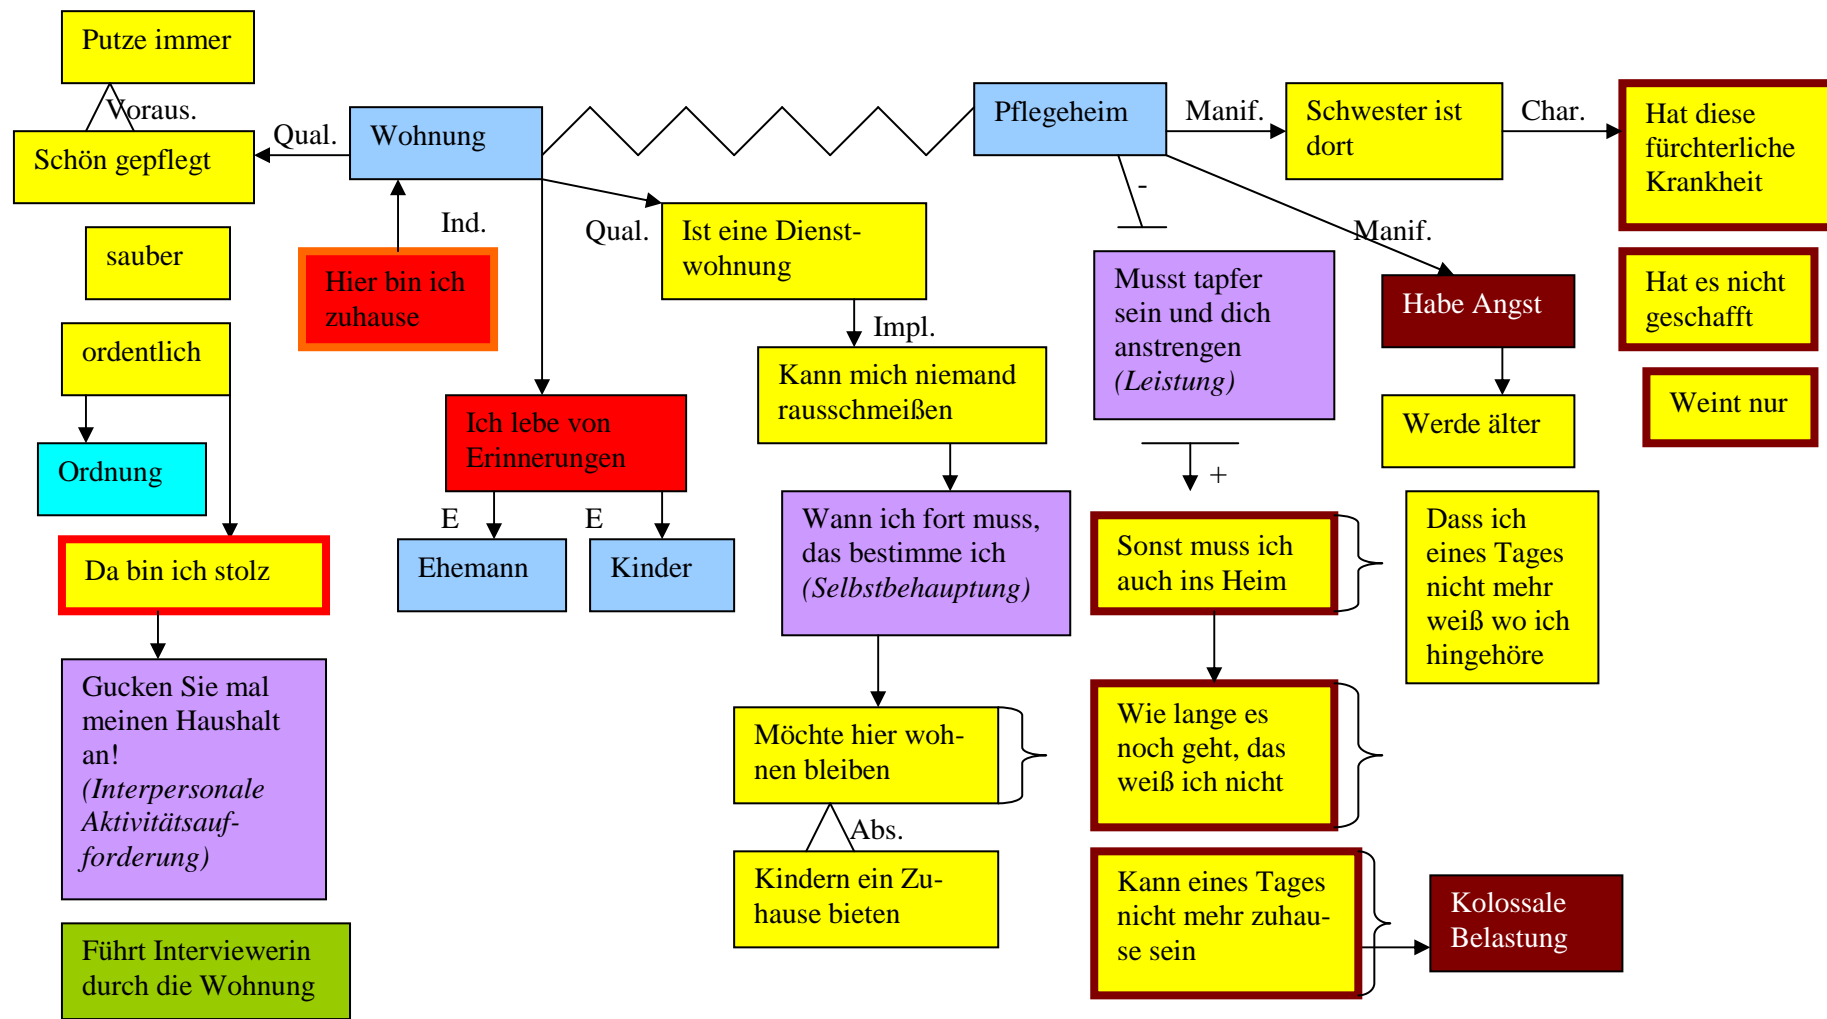 Putze immer
Voraus.
Schön gepflegt
Qual.
Wohnung
Pflegeheim
Manif.
Schwester ist
dort
Char.
Hat diese
fürchterliche
Krankheit
sauber
Ind.
Hier bin ich
zuhause
Qual.
Ist eine Dienst-
wohnung
-
Manif.
Musst tapfer
sein und dich
anstrengen
(Leistung)
Habe Angst
Hat es nicht
geschafft
ordentlich
Impl.
Kann mich niemand
rausschmeißen
Werde älter
Weint nur
Ordnung
Ich lebe von
Erinnerungen
+
E
E
Ehemann
Kinder
Wann ich fort muss,
das bestimme ich
(Selbstbehauptung)
Sonst muss ich
auch ins Heim
Dass ich
eines Tages
nicht mehr
weiß wo ich
hingehöre
Da bin ich stolz
Gucken Sie mal
meinen Haushalt
an!
(Interpersonale
Aktivitätsauf-
forderung)
Möchte hier woh-
nen bleiben
Wie lange es
noch geht, das
weiß ich nicht
Abs.
Kindern ein Zu-
hause bieten
Kann eines Tages
nicht mehr zuhau-
se sein
Kolossale
Belastung
Führt Interviewerin
durch die Wohnung